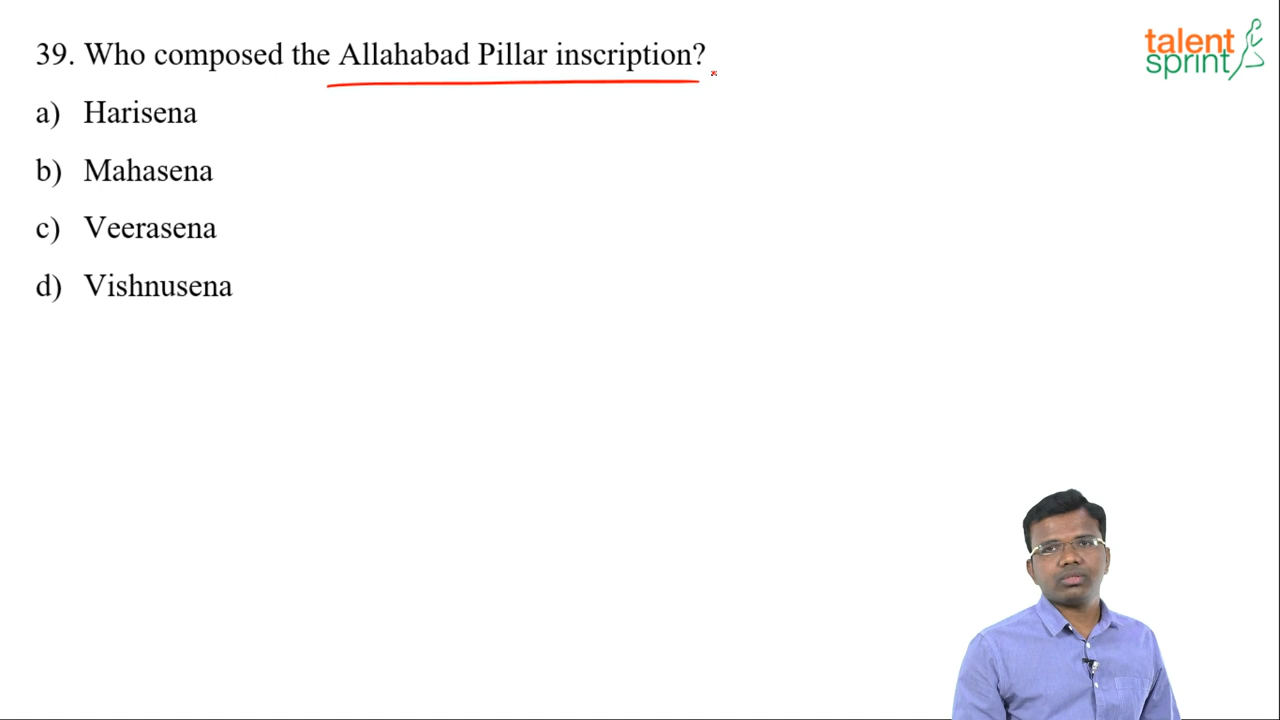 39. Who composed the Allahabad Pillar inscription?
a) Harisena
b) Mahasena
c) Veerasena
d) Vishnusena
talent
sprint